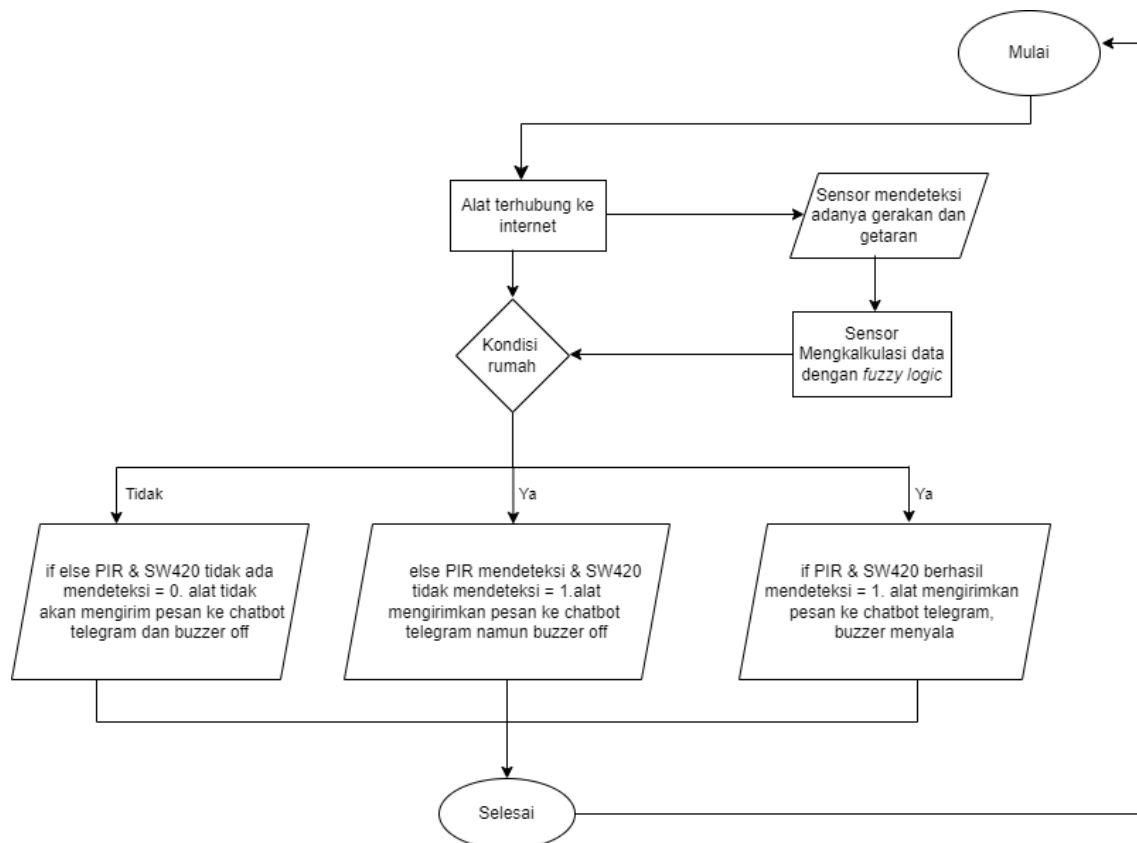 Mulai
Alat terhubung ke
internet
Sensor mendeteksi
adanya gerakan dan
getaran
Kondisi
rumah
Sensor
Mengkalkulasi data
dengan fuzzy logic
Tidak
Ya
Ya
if else PIR & SW420 tidak ada
mendeteksi = 0. alat tidak
akan mengirim pesan ke chatbot
telegram dan buzzer off
else PIR mendeteksi & SW420
tidak mendeteksi = 1.alat
mengirimkan pesan ke chatbot
telegram namun buzzer off
if PIR & SW420 berhasil
mendeteksi = 1. alat mengirimkan
pesan ke chatbot telegram,
buzzer menyala
Selesai